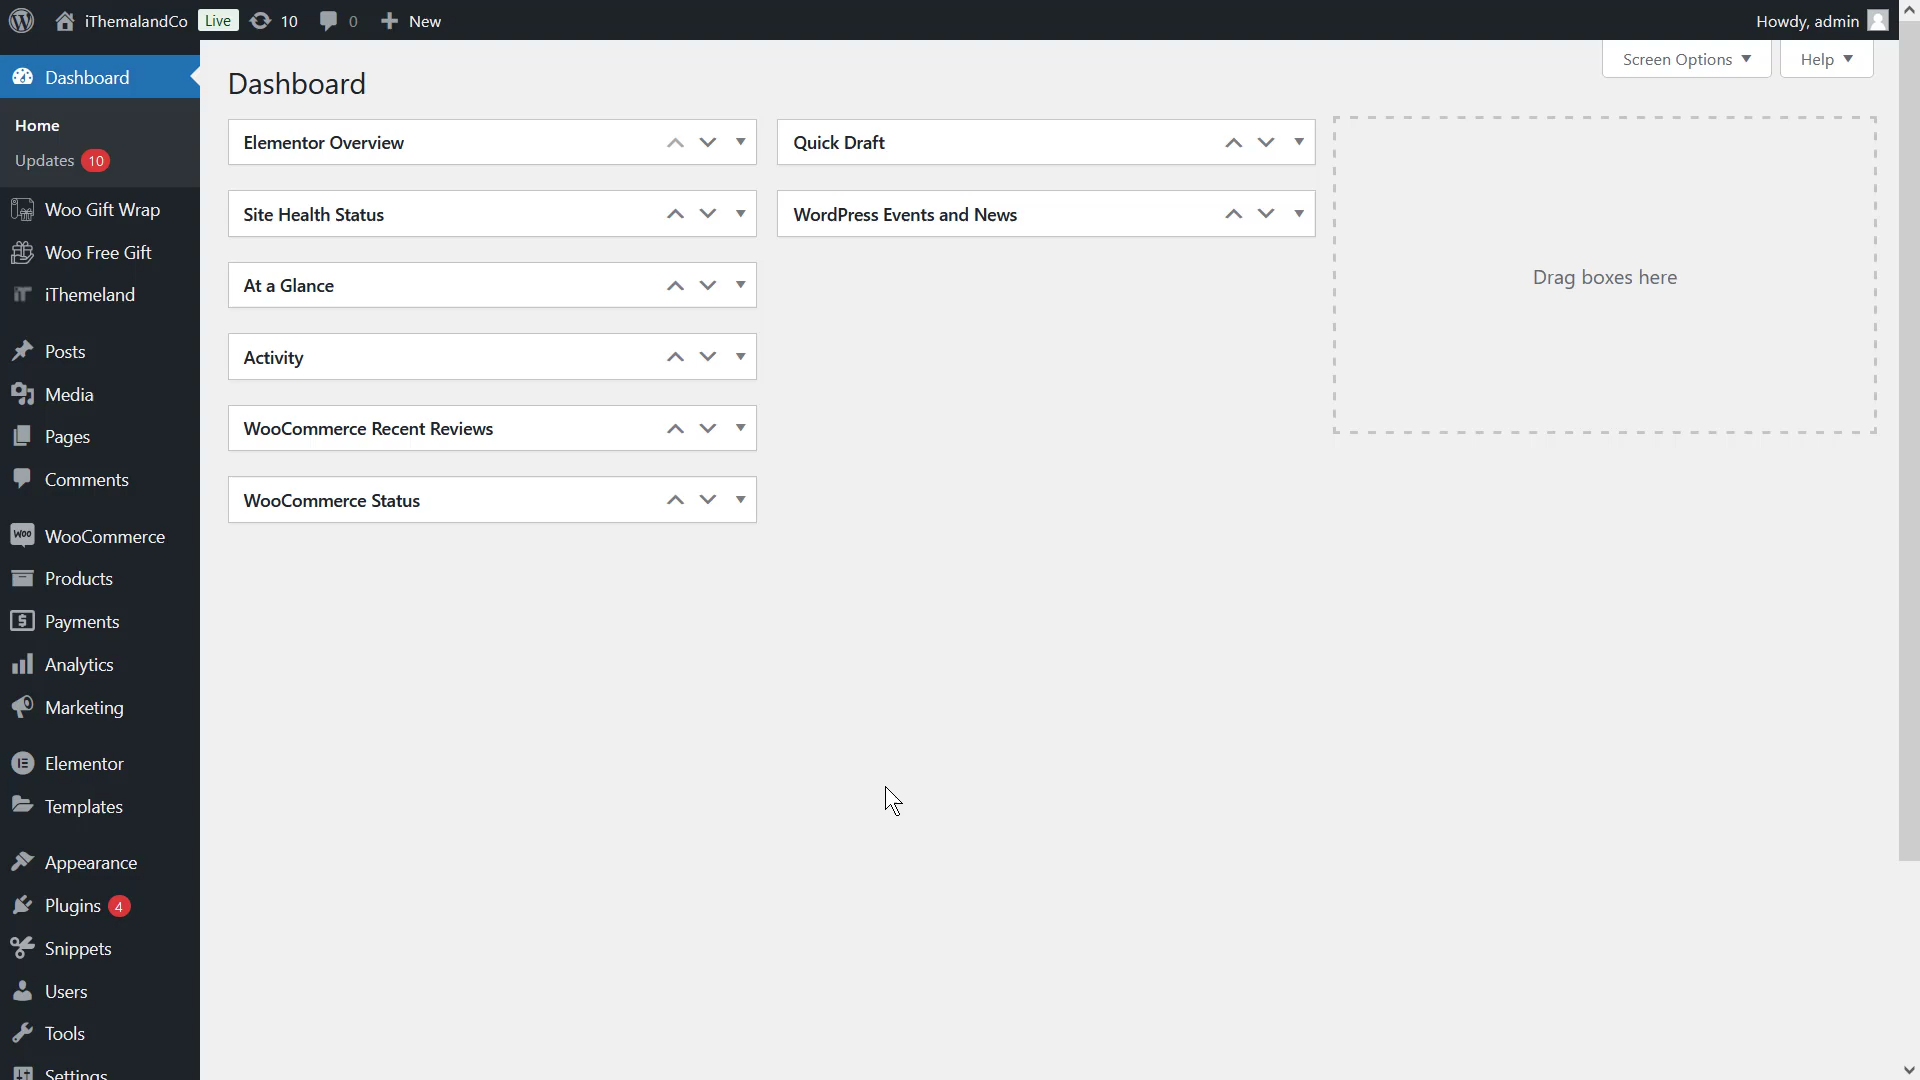 iThemalandCo Live 10 0 New
Howdy, admin
Dashboard
Home
Updates 10
Woo Gift Wrap
Woo Free Gift
iThemeland
Posts
Media
Pages
Comments
WooCommerce
Products
Payments
Analytics
Marketing
Elementor
Templates
Appearance
Plugins 4
Snippets
Users
Tools
Settings
Screen Options
Help
Dashboard
Elementor Overview
Site Health Status
At a Glance
Activity
WooCommerce Recent Reviews
WooCommerce Status
Quick Draft
WordPress Events and News
Drag boxes here